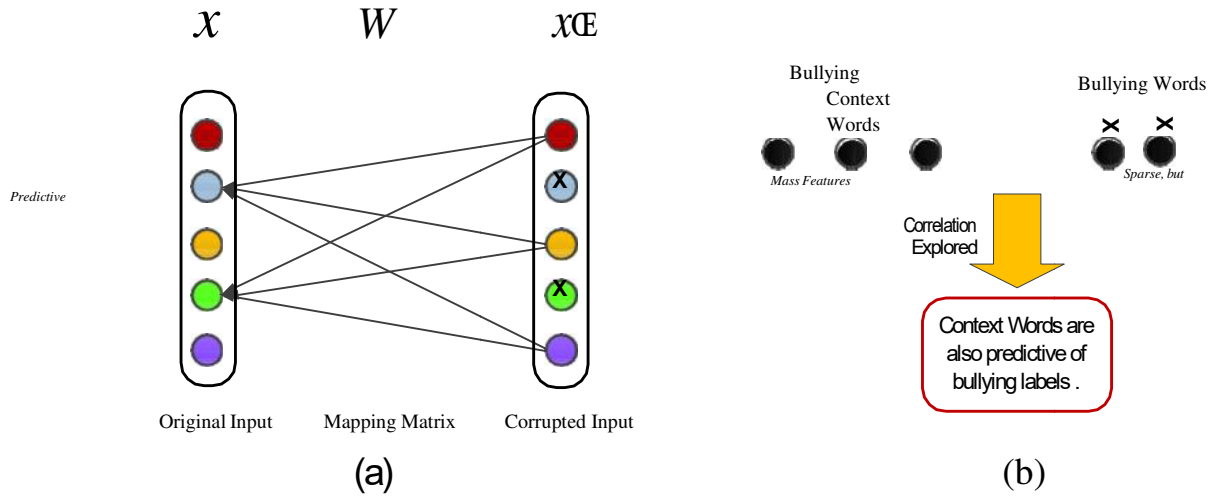 x W xŒ
Bullying
Context
Words
Bullying Words
X X
X
Mass Features
Sparse, but
Predictive
Correlation
Explored
X
Context Words are
also predictive of
bullying labels .
Original Input Mapping Matrix Corrupted Input
(a) (b)